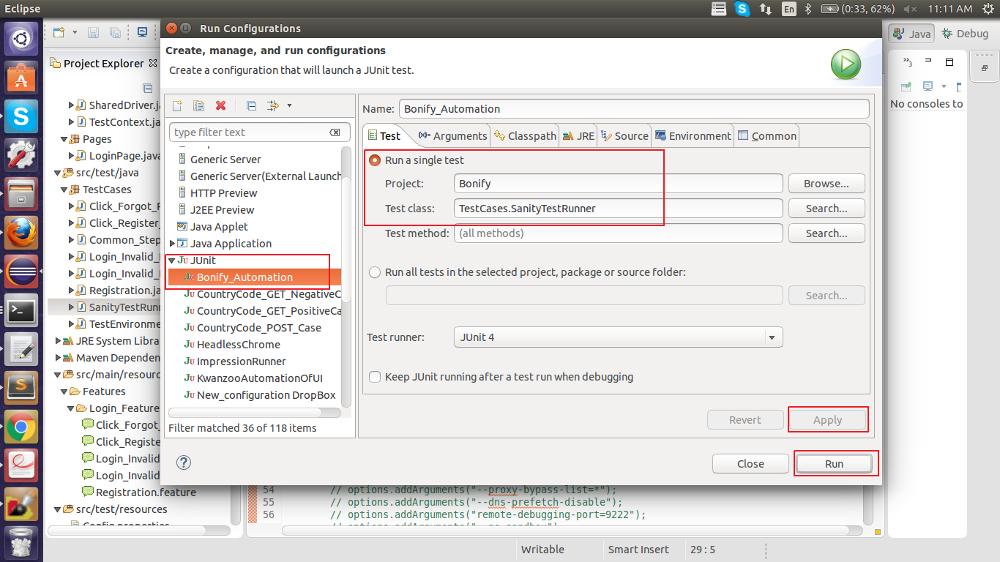 Eclipse
En
(0:33, 62%)
11:11 AM
Run Configurations
Java
Debug
Create, manage, and run configurations
Create a configuration that will launch a JUnit test.
Project Explorer
SharedDriver.ja
TestContext.ja
Pages
LoginPage.java
src/test/java
TestCases
Click_Forgot_P
Click_Register_
Common_Step
Login_Invalid_
Login_Invalid_
Registration.ja
SanityTestRunn
TestEnvironme
JRE System Libra
Maven Dependen
src/main/resourc
Features
Login_Feature
Click_Forgot_
Click_Registe
Login_Invalid
Login_Invalid
Registration.feature
src/test/resources
Config.properties
type filter text
Generic Server
Generic Server(External Launch
HTTP Preview
J2EE Preview
Java Applet
Java Application
JUnit
Bonify_Automation
CountryCode_GET_NegativeC
CountryCode_GET_PositiveCa
CountryCode_POST_Case
HeadlessChrome
ImpressionRunner
KwanzooAutomationOfUI
New_configuration DropBox
Filter matched 36 of 118 items
Name: Bonify_Automation
Test
Arguments
Classpath
JRE
Source
Environment
Common
Run a single test
Project: Bonify Browse...
Test class: TestCases.SanityTestRunner Search...
Test method: (all methods) Search...
Run all tests in the selected project, package or source folder:
Search...
Test runner: JUnit 4
Keep JUnit running after a test run when debugging
Revert Apply
Close Run
3
No consoles to
54 // options.addArguments("--proxy-bypass-list=*");
55 // options.addArguments("--dns-prefetch-disable");
56 // options.addArguments("remote-debugging-port=9222");
// options.addArguments("--no-sandbox")
Writable Smart Insert 29 : 5